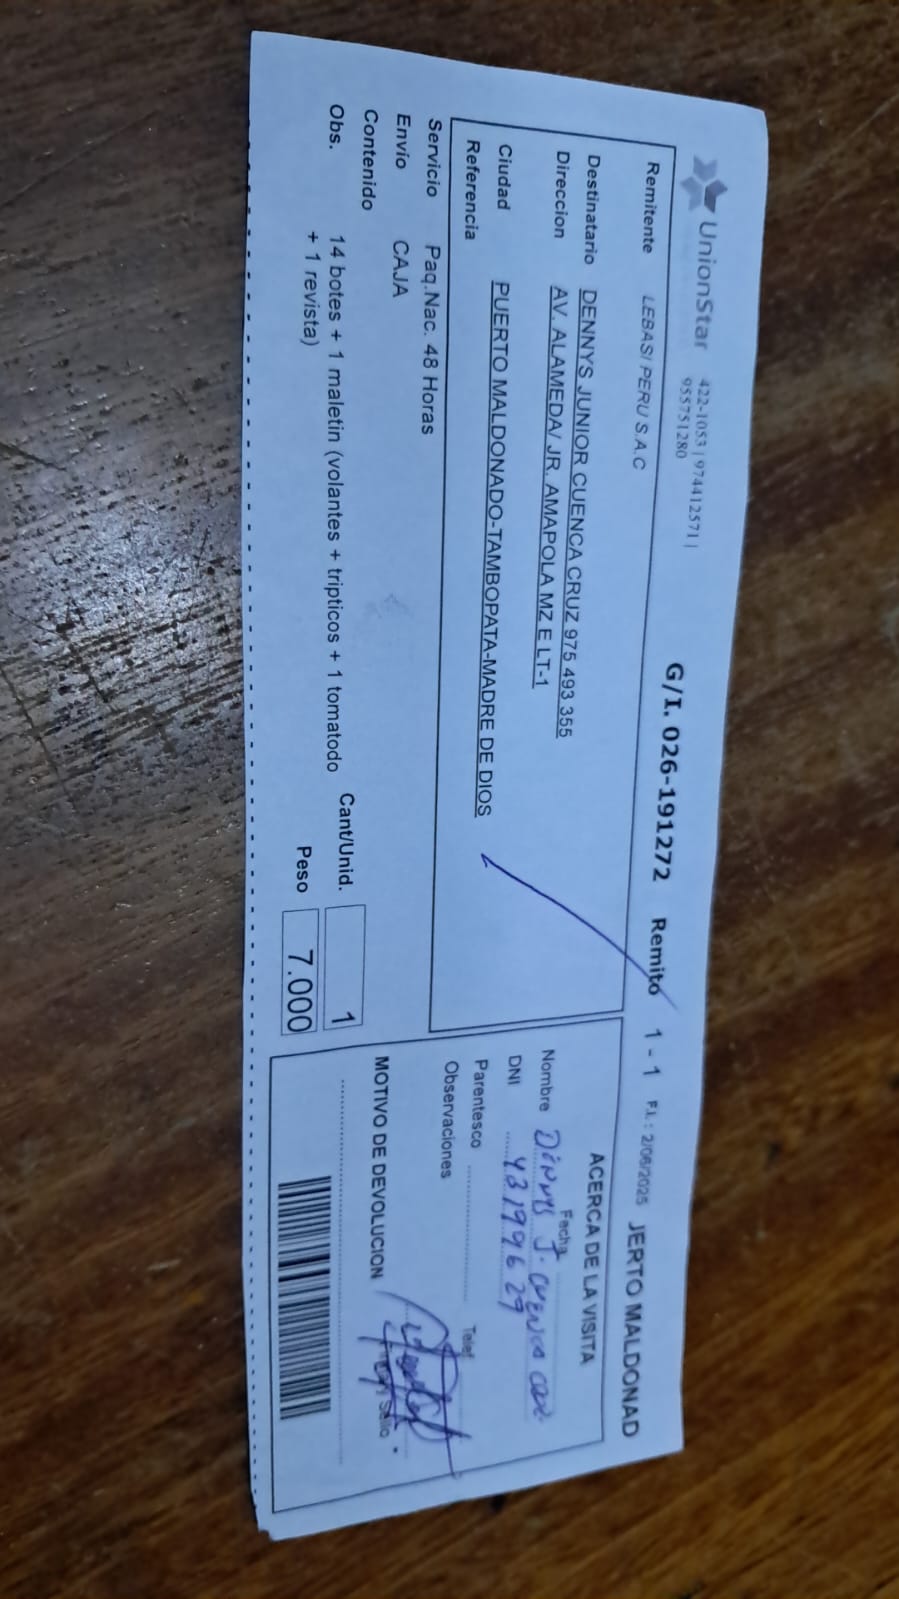 UnionStar
422-1053 | 974412571 |
955751280
G/I. 026-191272 Remito 1 - 1 F.I.: 2/06/2025 JERTO MALDONAD
Remitente LEBASI PERU S.A.C
Destinatario DENNYS JUNIOR CUENCA CRUZ 975 493 355
Direccion AV. ALAMEDA/ JR. AMAPOLA MZ E LT-1
Ciudad PUERTO MALDONADO-TAMBOPATA-MADRE DE DIOS
Referencia
Servicio Paq.Nac. 48 Horas
Envio CAJA
Contenido
Obs. 14 botes + 1 maletin (volantes + tripticos + 1 tomatodo
+ 1 revista)
Cant/Unid. 1
Peso 7.000
ACERCA DE LA VISITA
Fecha
Nombre Dennys J. Cuenca
DNI 43199629
Parentesco Telef
Observaciones
MOTIVO DE DEVOLUCION
Sello